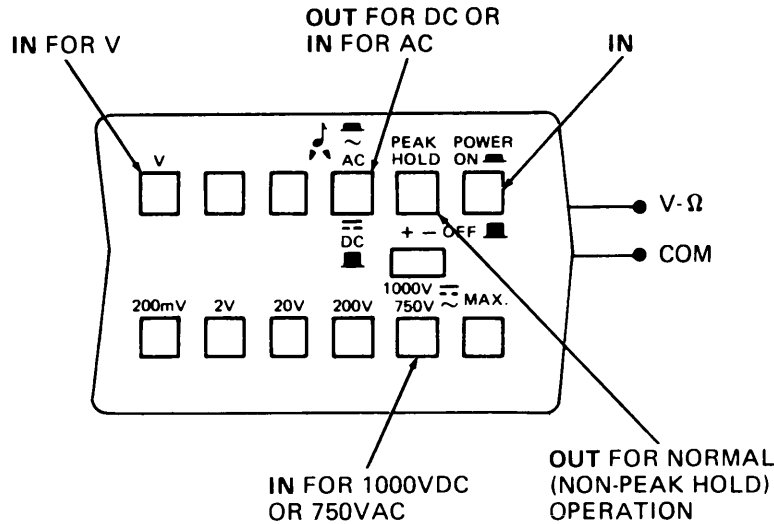 OUT FOR DC OR
IN FOR AC
IN FOR V
IN
V
~
AC
PEAK
HOLD
POWER
ON
V-Ω
DC
+ − OFF
COM
200mV
2V
20V
200V
1000V
750V
~
MAX.
IN FOR 1000VDC
OR 750VAC
OUT FOR NORMAL
(NON-PEAK HOLD)
OPERATION